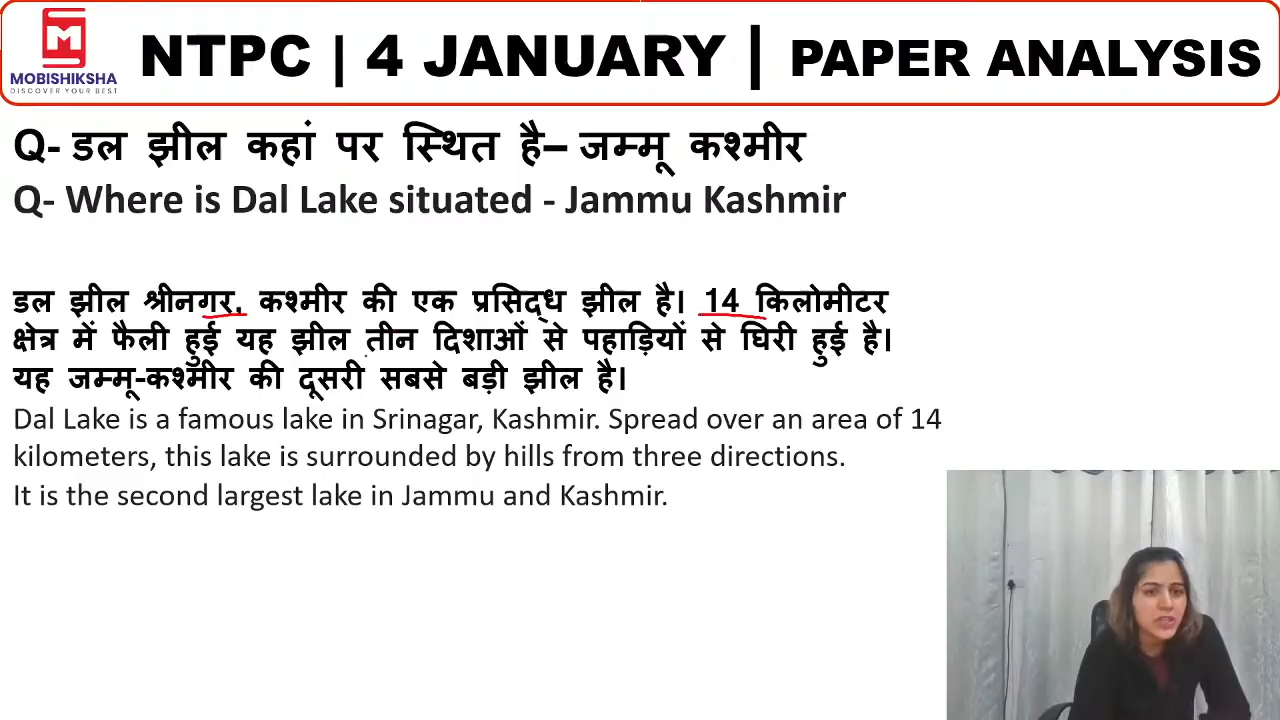 MOBISHIKSHA
DISCOVER YOUR BEST
NTPC | 4 JANUARY | PAPER ANALYSIS
Q- डल झील कहां पर स्थित है– जम्मू कश्मीर
Q- Where is Dal Lake situated - Jammu Kashmir
डल झील श्रीनगर, कश्मीर की एक प्रसिद्ध झील है। 14 किलोमीटर
क्षेत्र में फैली हुई यह झील तीन दिशाओं से पहाड़ियों से घिरी हुई है।
यह जम्मू-कश्मीर की दूसरी सबसे बड़ी झील है।
Dal Lake is a famous lake in Srinagar, Kashmir. Spread over an area of 14
kilometers, this lake is surrounded by hills from three directions.
It is the second largest lake in Jammu and Kashmir.